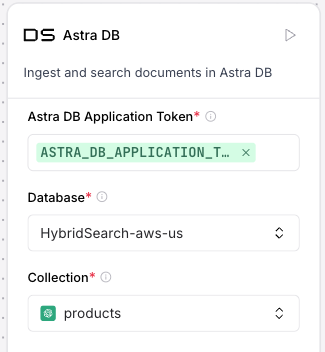 DS Astra DB
Ingest and search documents in Astra DB
Astra DB Application Token*
ASTRA_DB_APPLICATION_T... ×
Database*
HybridSearch-aws-us
Collection*
products